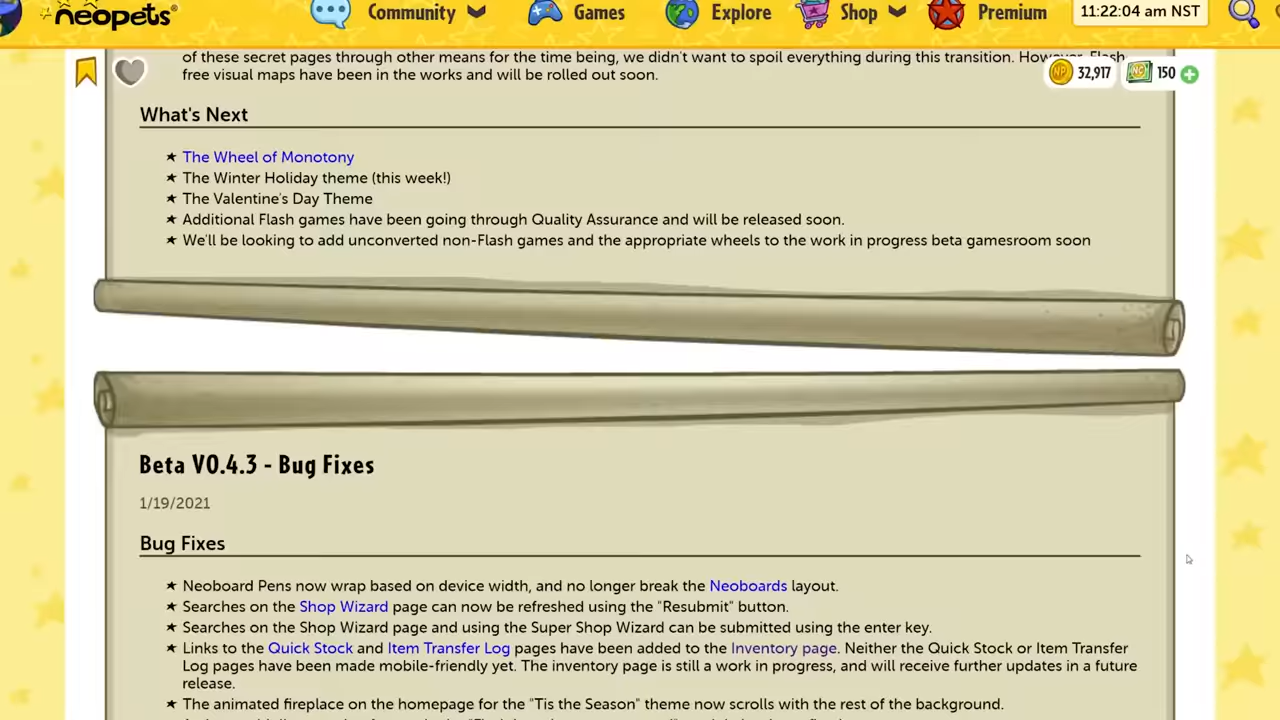 neopets
Community
Games
Explore
Shop
Premium
11:22:04 am NST
of these secret pages through other means for the time being, we didn't want to spoil everything during this transition. However, Flash-
free visual maps have been in the works and will be rolled out soon.
NP 32,917
NC 150
What's Next
The Wheel of Monotony
The Winter Holiday theme (this week!)
The Valentine's Day Theme
Additional Flash games have been going through Quality Assurance and will be released soon.
We'll be looking to add unconverted non-Flash games and the appropriate wheels to the work in progress beta gamesroom soon
Beta V0.4.3 - Bug Fixes
1/19/2021
Bug Fixes
Neoboard Pens now wrap based on device width, and no longer break the Neoboards layout.
Searches on the Shop Wizard page can now be refreshed using the "Resubmit" button.
Searches on the Shop Wizard page and using the Super Shop Wizard can be submitted using the enter key.
Links to the Quick Stock and Item Transfer Log pages have been added to the Inventory page. Neither the Quick Stock or Item Transfer
Log pages have been made mobile-friendly yet. The inventory page is still a work in progress, and will receive further updates in a future
release.
The animated fireplace on the homepage for the "Tis the Season" theme now scrolls with the rest of the background.